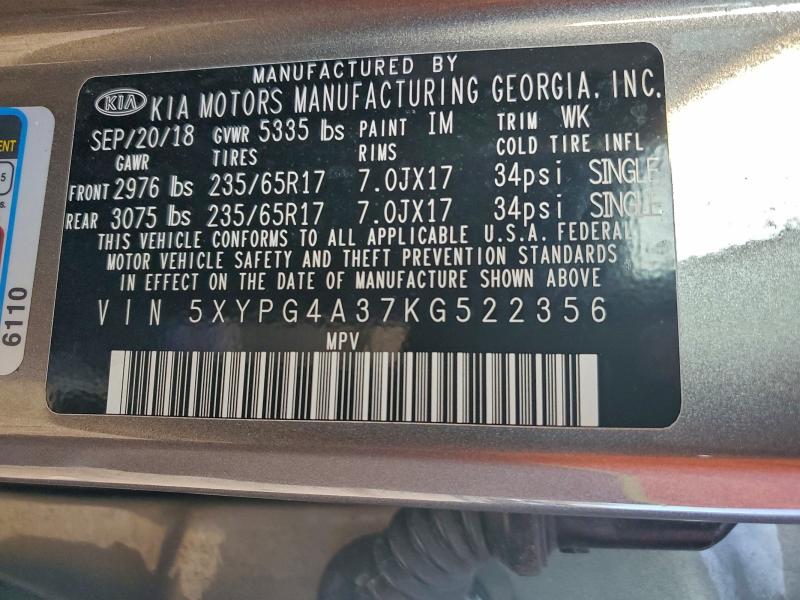 MANUFACTURED BY
KIA KIA MOTORS MANUFACTURING GEORGIA, INC.
SEP/20/18 GVWR 5335 lbs PAINT IM TRIM WK
GAWR TIRES RIMS COLD TIRE INFL
FRONT 2976 lbs 235/65R17 7.0JX17 34psi SINGLE
REAR 3075 lbs 235/65R17 7.0JX17 34psi SINGLE
THIS VEHICLE CONFORMS TO ALL APPLICABLE U.S.A. FEDERAL
MOTOR VEHICLE SAFETY AND THEFT PREVENTION STANDARDS
IN EFFECT ON THE DATE OF MANUFACTURE SHOWN ABOVE
VIN 5XYPG4A37KG522356
MPV
6110